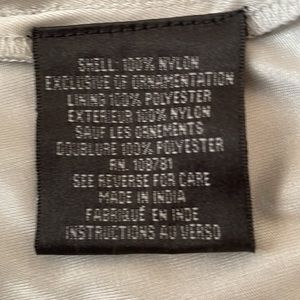 SHELL: 100% NYLON
EXCLUSIVE OF ORNAMENTATION
LINING 100% POLYESTER
EXTERIEUR 100% NYLON
SAUF LES ORNEMENTS
DOUBLURE 100% POLYESTER
RN. 108781
SEE REVERSE FOR CARE
MADE IN INDIA
FABRIQUÉ EN INDE
INSTRUCTIONS AU VERSO